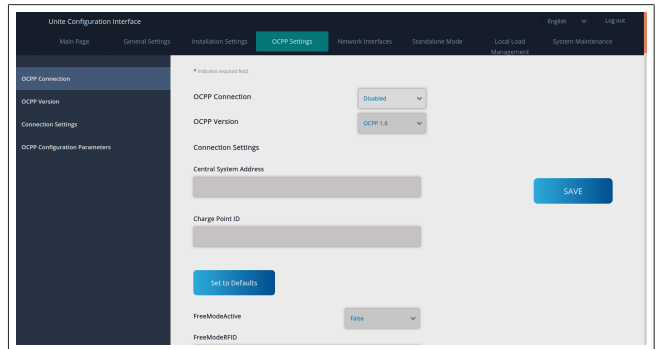 Unite Configuration Interface
English
Log out
Main Page
General Settings
Installation Settings
OCPP Settings
Network Interfaces
Standalone Mode
Local Load
Management
System Maintenance
OCPP Connection
OCPP Version
Connection Settings
OCPP Configuration Parameters
* Indicates required field.
OCPP Connection
Disabled
OCPP Version
OCPP 1.6
Connection Settings
Central System Address
SAVE
Charge Point ID
Set to Defaults
FreeModeActive
False
FreeModeRFID